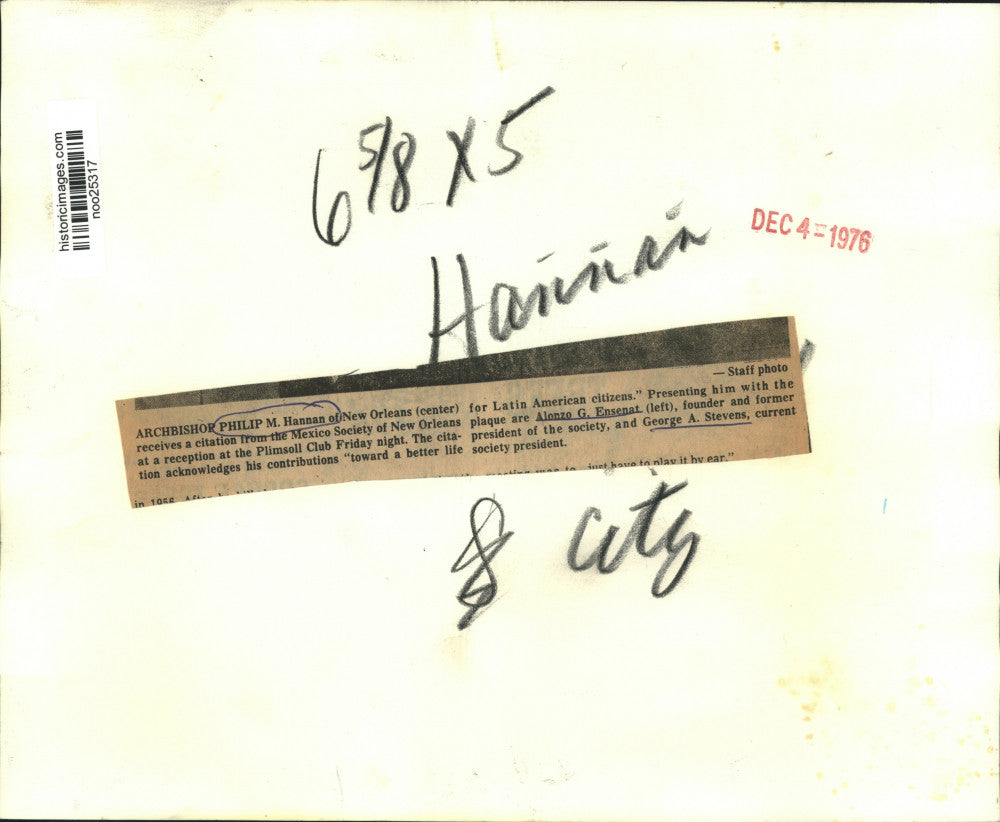 historicimages.com
noo25317
6 5/8 X 5
DEC 4 = 1976
Hannan
— Staff photo
ARCHBISHOP PHILIP M. Hannan of New Orleans (center)
receives a citation from the Mexico Society of New Orleans
at a reception at the Plimsoll Club Friday night. The cita-
tion acknowledges his contributions "toward a better life
for Latin American citizens." Presenting him with the
plaque are Alonzo G. Ensenat (left), founder and former
president of the society, and George A. Stevens, current
society president.
in 1956.
just have to play it by ear."
city